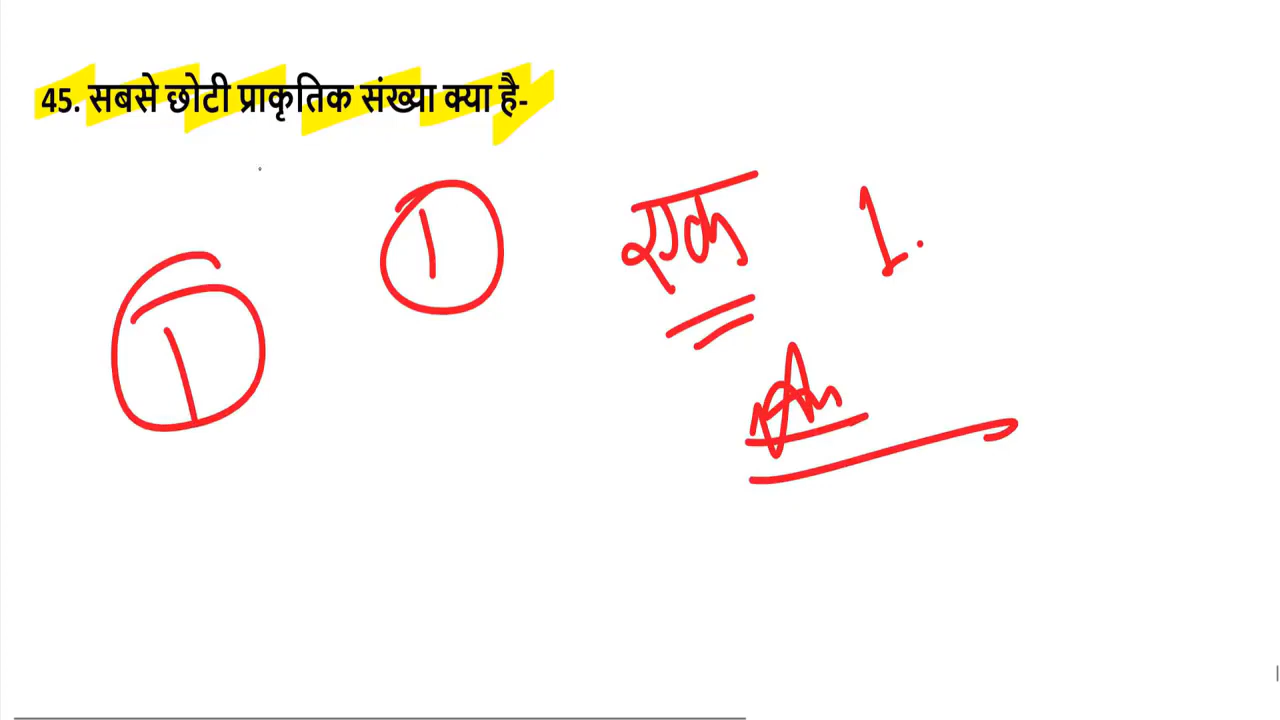 45. सबसे छोटी प्राकृतिक संख्या क्या है-
1 एक 1.
1